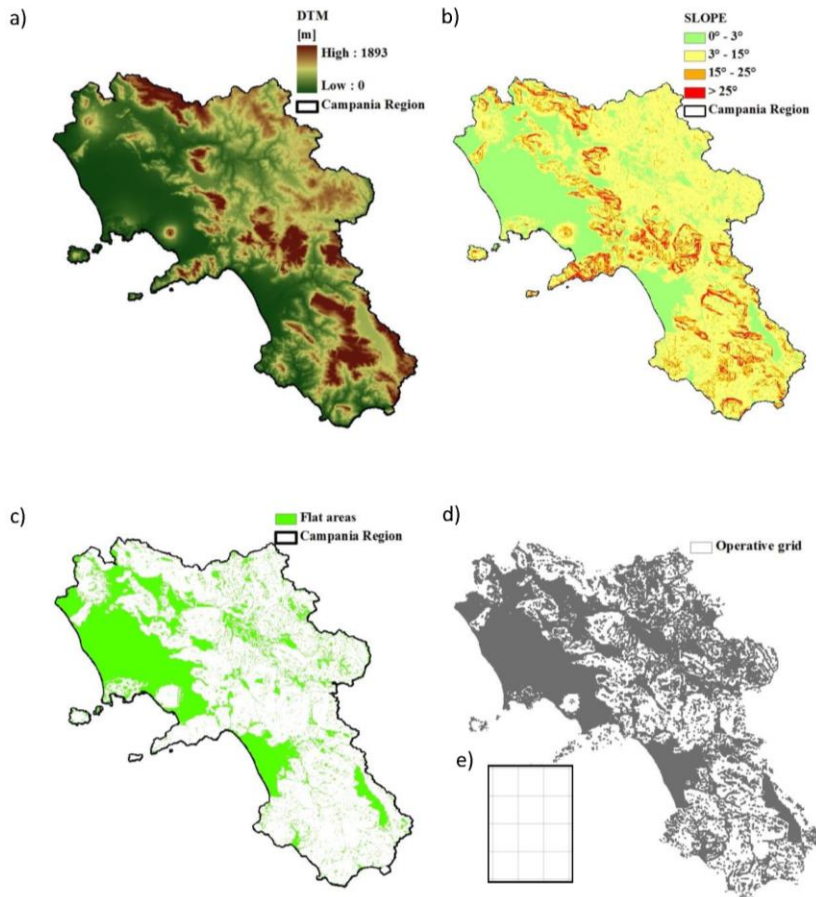 a)
DTM
[m]
High : 1893
Low : 0
Campania Region
b)
SLOPE
0° - 3°
3° - 15°
15° - 25°
> 25°
Campania Region
c)
Flat areas
Campania Region
d)
Operative grid
e)